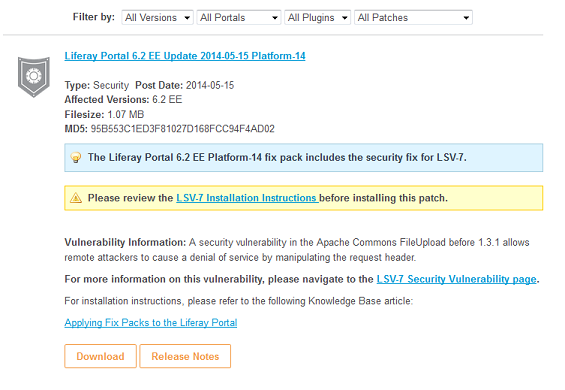 Filter by: All Versions All Portals All Plugins All Patches
Liferay Portal 6.2 EE Update 2014-05-15 Platform-14
Type: Security Post Date: 2014-05-15
Affected Versions: 6.2 EE
Filesize: 1.07 MB
MD5: 95B553C1ED3F81027D168FCC94F4AD02
The Liferay Portal 6.2 EE Platform-14 fix pack includes the security fix for LSV-7.
Please review the LSV-7 Installation Instructions before installing this patch.
Vulnerability Information: A security vulnerability in the Apache Commons FileUpload before 1.3.1 allows
remote attackers to cause a denial of service by manipulating the request header.
For more information on this vulnerability, please navigate to the LSV-7 Security Vulnerability page.
For installation instructions, please refer to the following Knowledge Base article:
Applying Fix Packs to the Liferay Portal
Download Release Notes